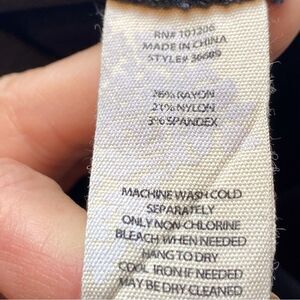 RN# 101206
MADE IN CHINA
STYLE# 36689
76% RAYON
21% NYLON
3% SPANDEX
MACHINE WASH COLD
SEPARATELY
ONLY NON-CHLORINE
BLEACH WHEN NEEDED
HANG TO DRY
COOL IRON IF NEEDED
MAY BE DRY CLEANED